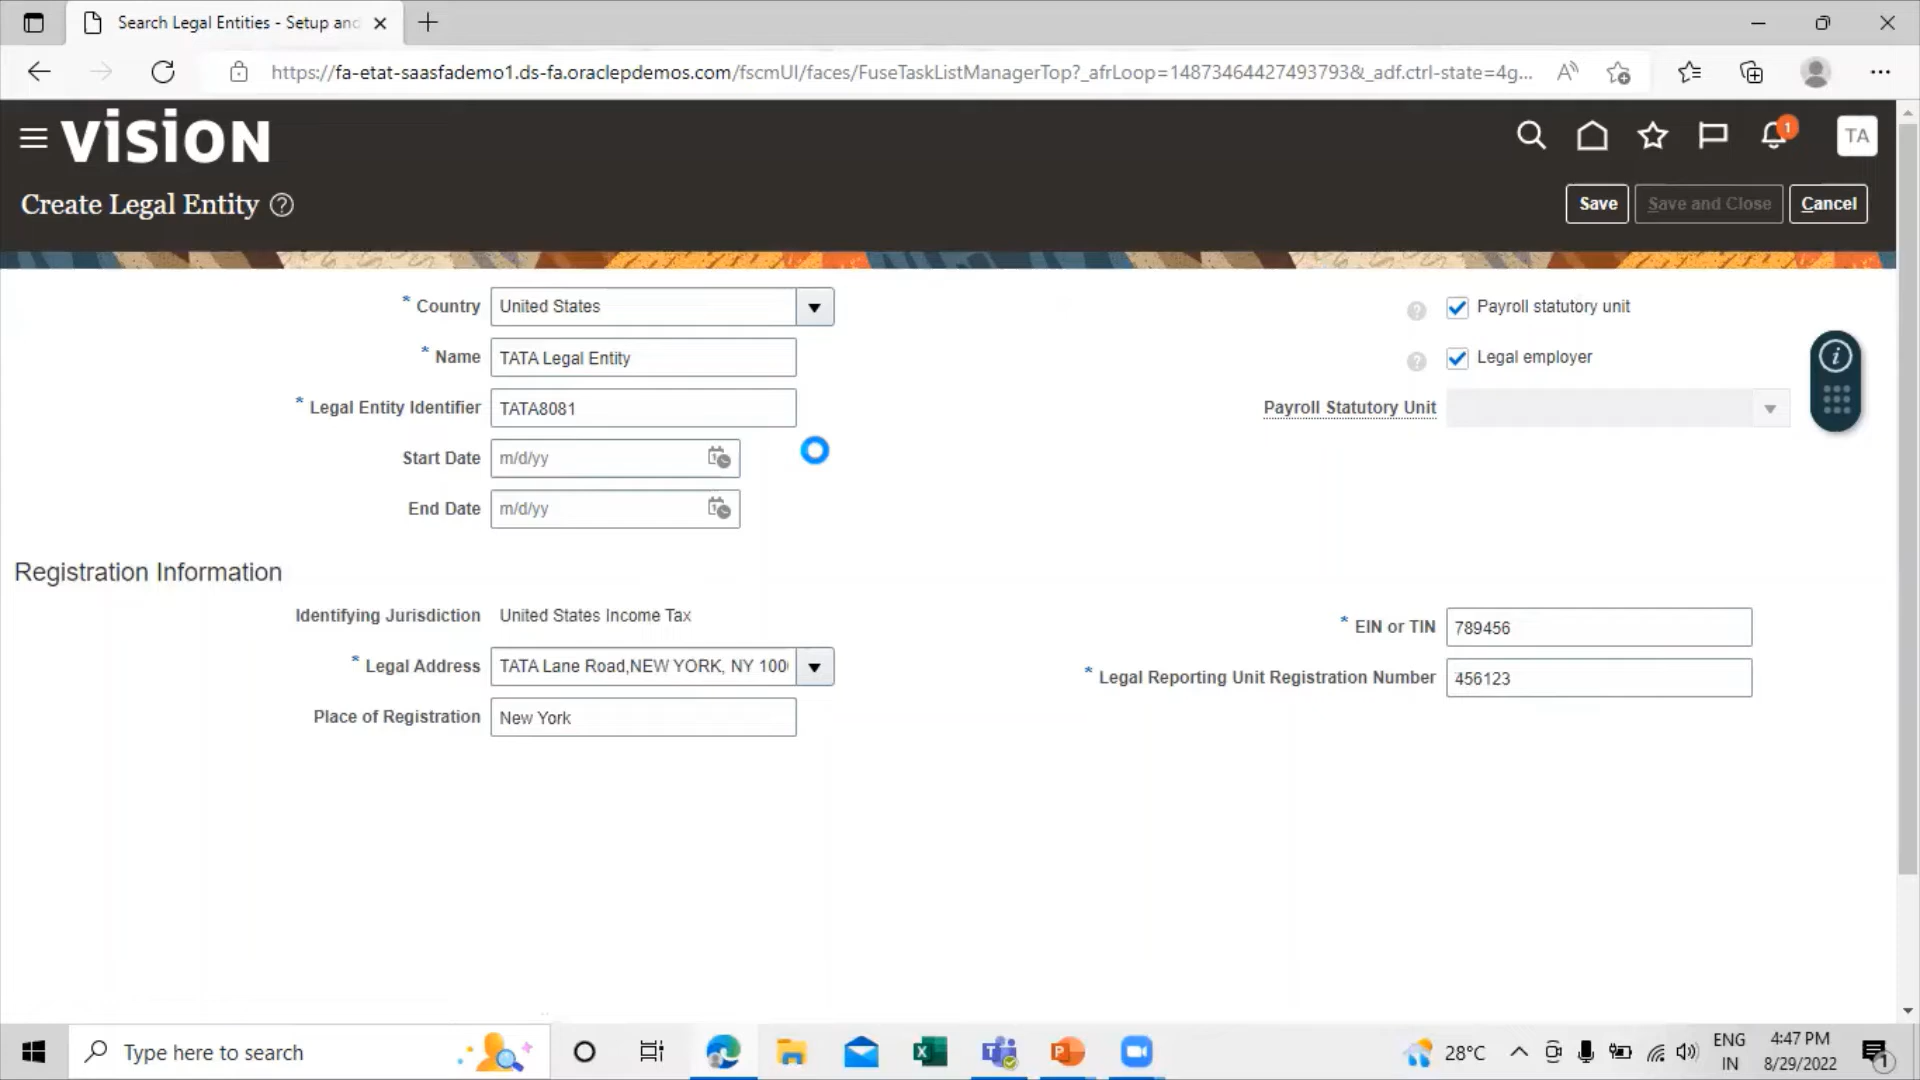 Search Legal Entities - Setup and
https://fa-etat-saasfademo1.ds-fa.oraclepdemos.com/fscmUI/faces/FuseTaskListManagerTop?_afrLoop=14873464427493793&_adf.ctrl-state=4g...
VISION
1
TA
Create Legal Entity ?
Save
Save and Close
Cancel
* Country United States
? Payroll statutory unit
* Name TATA Legal Entity
? Legal employer
* Legal Entity Identifier TATA8081
Payroll Statutory Unit
Start Date m/d/yy
End Date m/d/yy
Registration Information
Identifying Jurisdiction United States Income Tax
* EIN or TIN 789456
* Legal Address TATA Lane Road,NEW YORK, NY 100
* Legal Reporting Unit Registration Number 456123
Place of Registration New York
Type here to search
28°C
ENG
IN
4:47 PM
8/29/2022
1